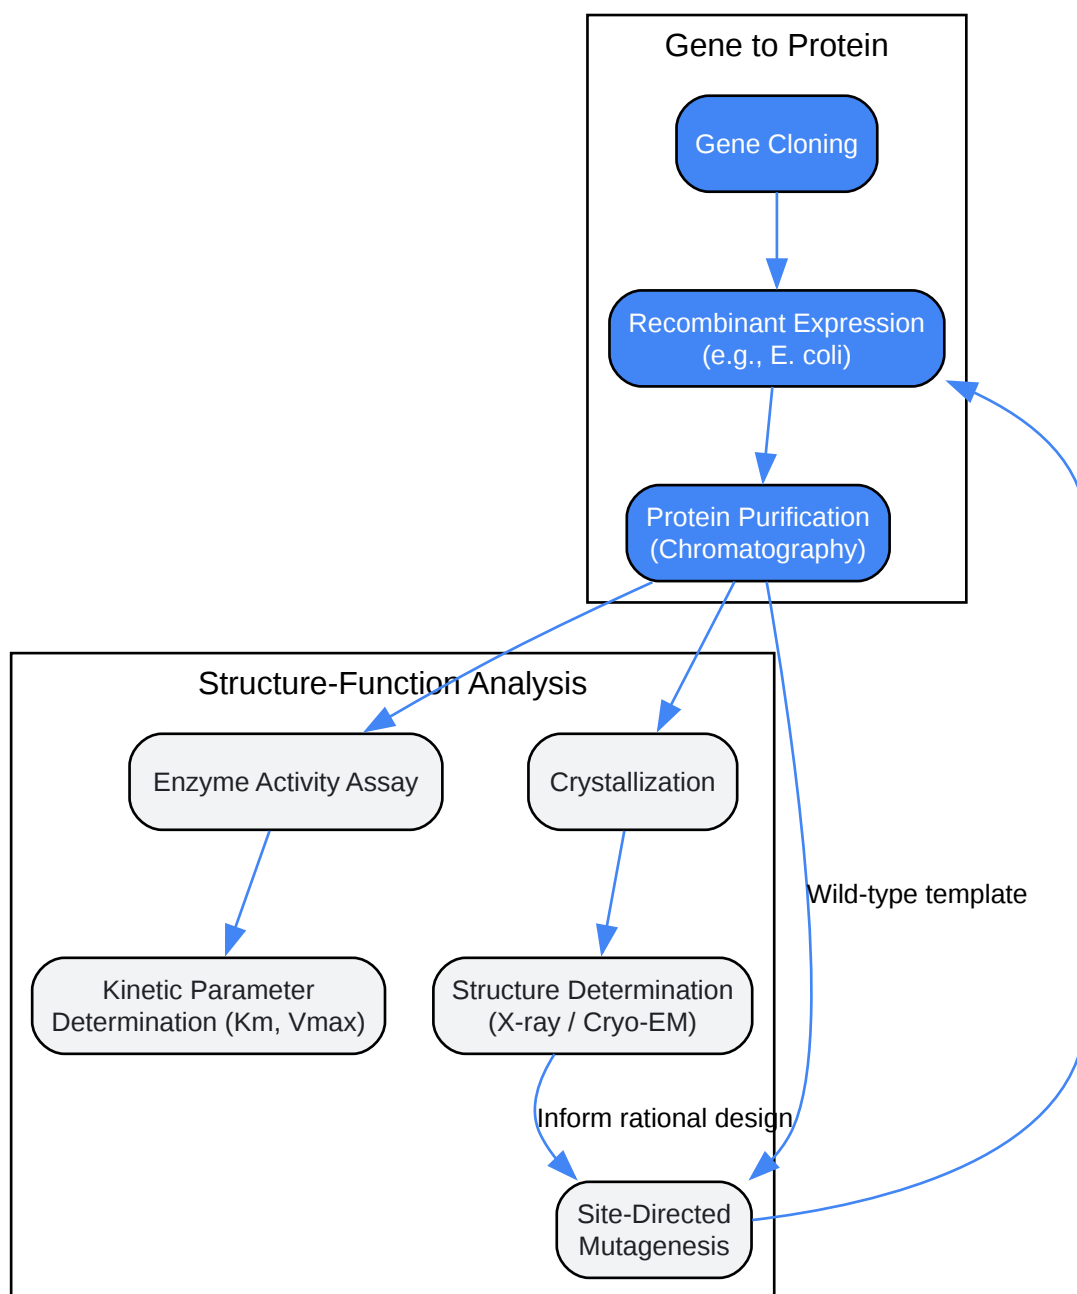 Gene to Protein
Gene Cloning
Recombinant Expression
(e.g., E. coli)
Protein Purification
(Chromatography)
Structure-Function Analysis
Enzyme Activity Assay
Crystallization
Wild-type template
Kinetic Parameter
Determination (Km, Vmax)
Structure Determination
(X-ray / Cryo-EM)
Inform rational design
Site-Directed
Mutagenesis